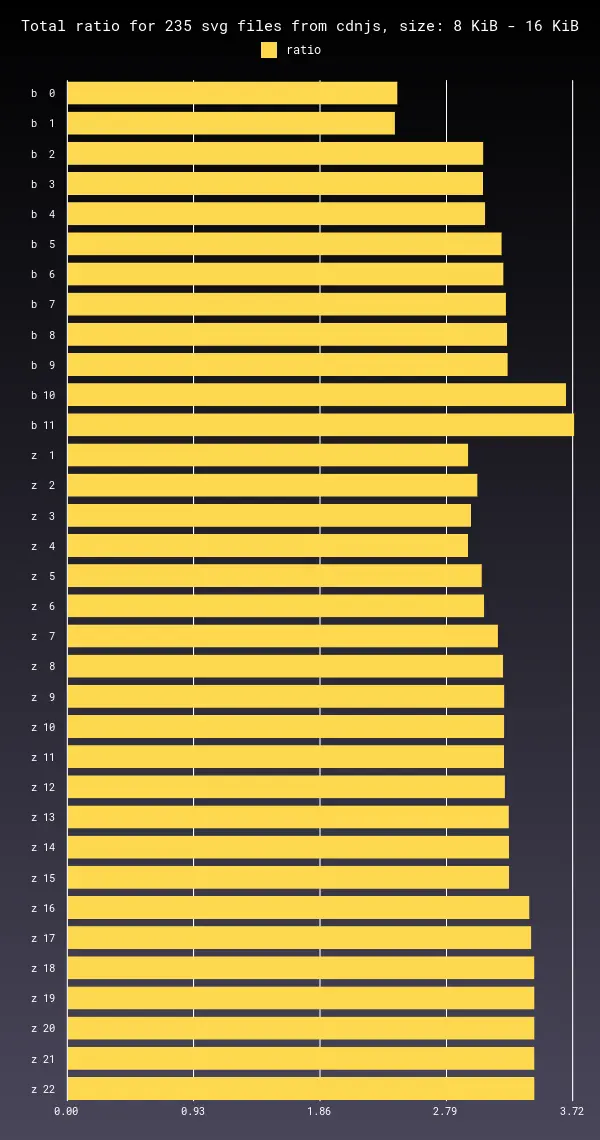 Total ratio for 235 svg files from cdnjs, size: 8 KiB - 16 KiB
ratio
b 0
b 1
b 2
b 3
b 4
b 5
b 6
b 7
b 8
b 9
b 10
b 11
z 1
z 2
z 3
z 4
z 5
z 6
z 7
z 8
z 9
z 10
z 11
z 12
z 13
z 14
z 15
z 16
z 17
z 18
z 19
z 20
z 21
z 22
0.00 0.93 1.86 2.79 3.72